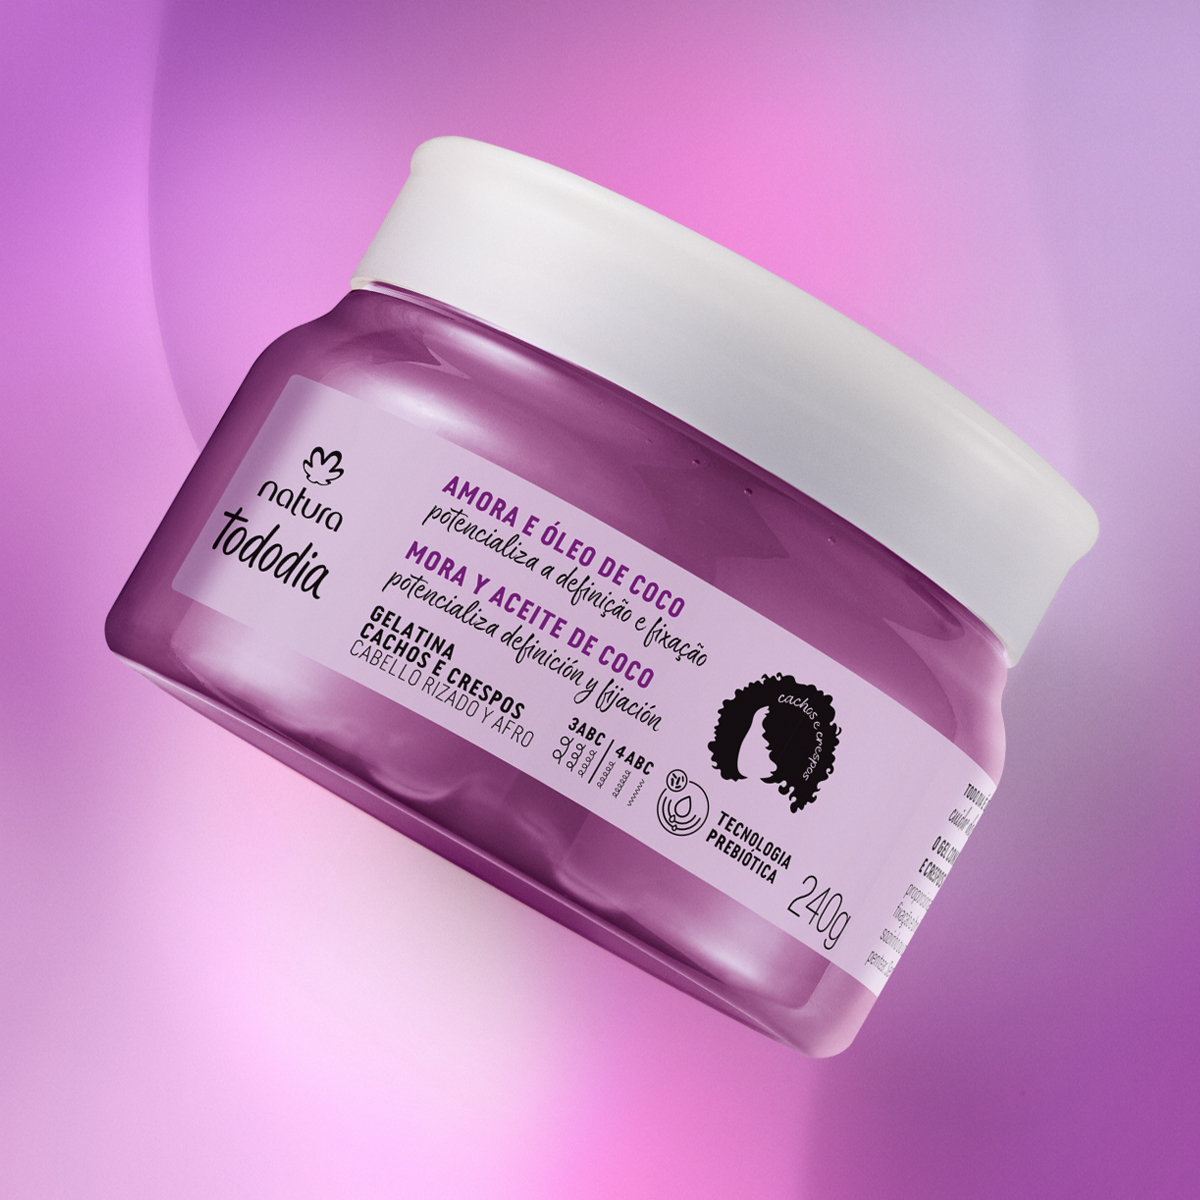 natura
tododia
AMORA E ÓLEO DE COCO
potencializa a definição e fixação
MORA Y ACEITE DE COCO
potencializa definición y fijación
GELATINA
CACHOS E CRESPOS
CABELLO RIZADO Y AFRO
3ABC
4ABC
cachos e crespos
TECNOLOGIA
PREBIÓTICA
240g
O GEL